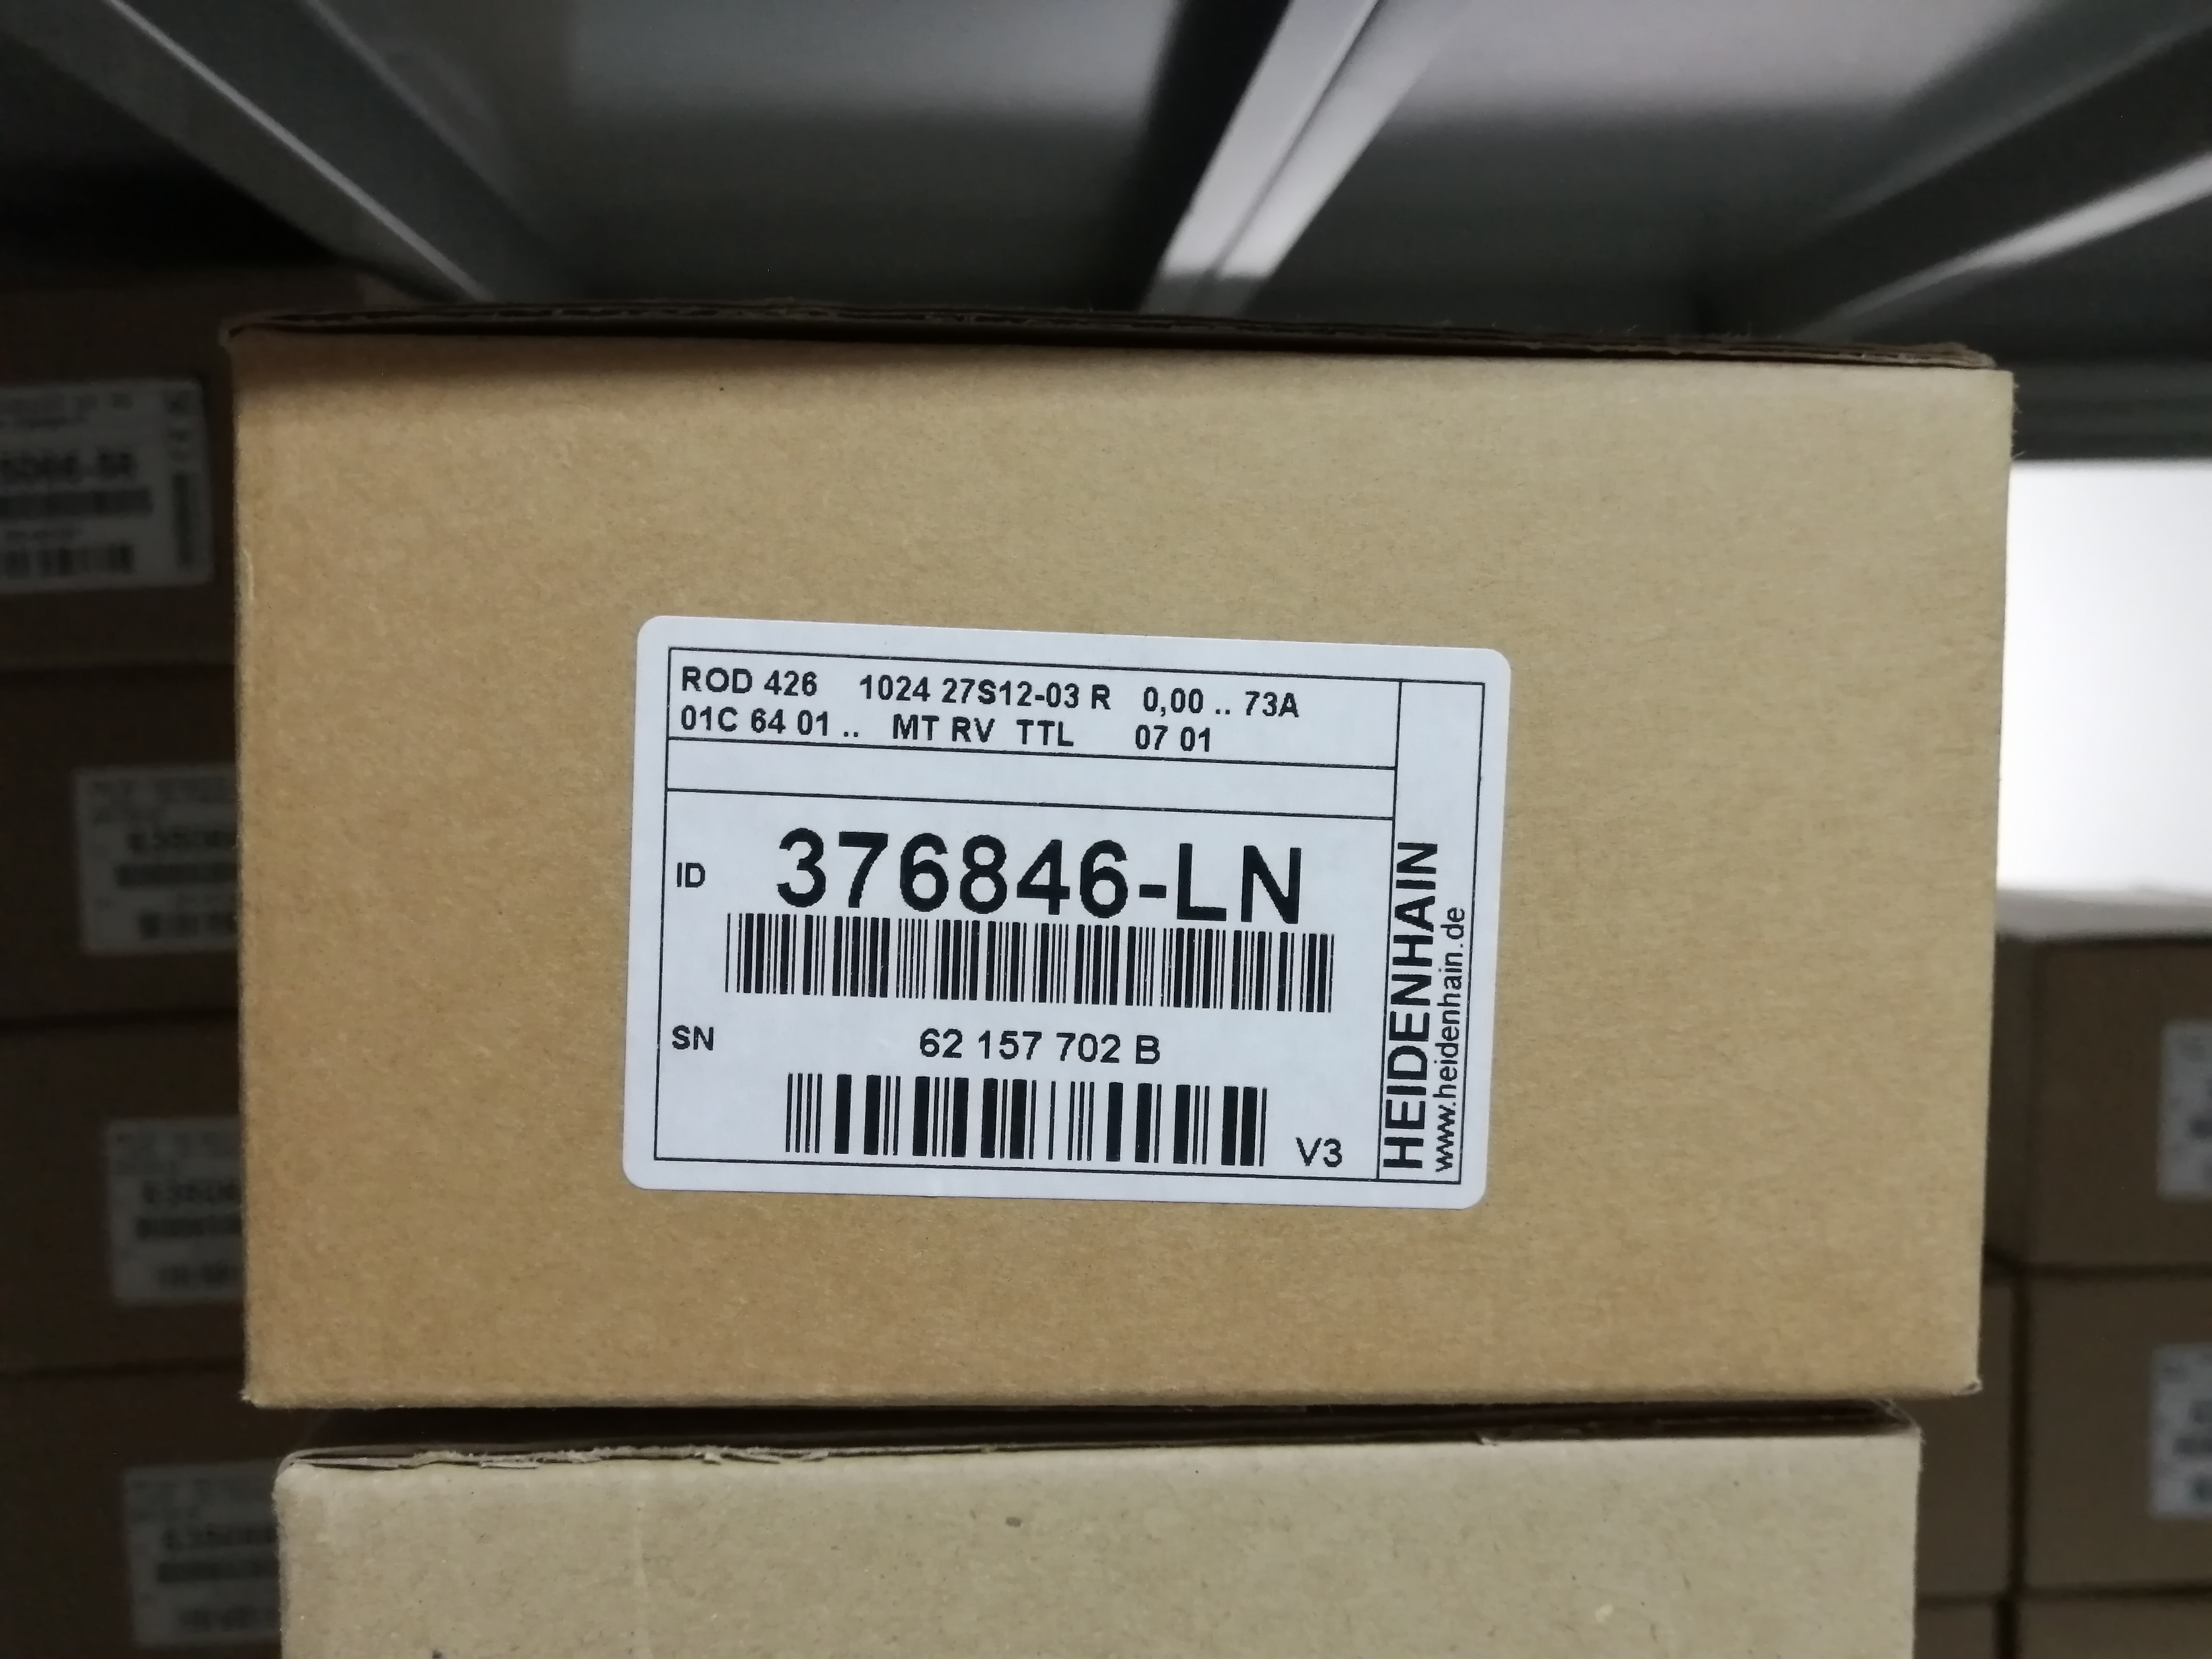 ROD 426 1024 27S12-03 R 0,00 .. 73A
01C 64 01 .. MT RV TTL 07 01
ID 376846-LN
SN 62 157 702 B
V3
HEIDENHAIN
www.heidenhain.de